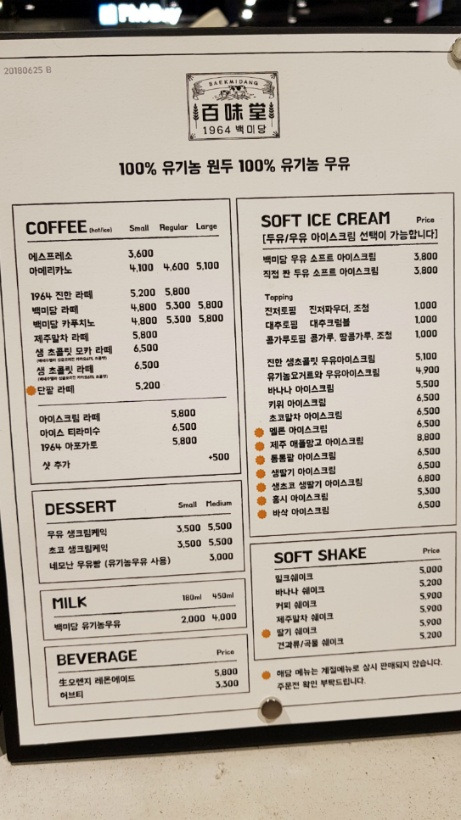 20180625 B
BAEKMIDANG
百味堂
1964 백미당
100% 유기농 원두 100% 유기농 우유
COFFEE (hot/ice) Small Regular Large
에스프레소 3,600
아메리카노 4,100 4,600 5,100
1964 진한 라떼 5,200 5,800
백미당 라떼 4,800 5,300 5,800
백미당 카푸치노 4,800 5,300 5,800
제주말차 라떼 5,800
생 초콜릿 모카 라떼 6,500
생 초콜릿 라떼 6,500
단팥 라떼 5,200
아이스크림 라떼 5,800
아이스 티라미수 6,500
1964 아포가토 5,800
샷 추가 +500
DESSERT Small Medium
우유 생크림케익 3,500 5,500
초코 생크림케익 3,500 5,500
네모난 우유빵 (유기농우유 사용) 3,000
MILK 180ml 450ml
백미당 유기농우유 2,000 4,000
BEVERAGE Price
生오렌지 레몬에이드 5,800
허브티 3,300
SOFT ICE CREAM Price
[두유/우유 아이스크림 선택이 가능합니다]
백미당 우유 소프트 아이스크림 3,800
직접 짠 두유 소프트 아이스크림 3,800
Topping
진저토핑 진저파우더, 조청 1,000
대추토핑 대추크럼블 1,000
콩가루토핑 콩가루, 땅콩가루, 조청 1,000
진한 생초콜릿 우유아이스크림 5,100
유기농요거트와 우유아이스크림 4,900
바나나 아이스크림 5,500
키위 아이스크림 6,500
초코말차 아이스크림 6,500
멜론 아이스크림 6,500
제주 애플망고 아이스크림 8,800
통통팥 아이스크림 6,500
생딸기 아이스크림 6,500
생초코 생딸기 아이스크림 6,800
홍시 아이스크림 5,300
바삭 아이스크림 6,500
SOFT SHAKE Price
밀크쉐이크 5,000
바나나 쉐이크 5,200
커피 쉐이크 5,900
제주말차 쉐이크 5,900
딸기 쉐이크 5,900
견과류/곡물 쉐이크 5,200
해당 메뉴는 계절메뉴로 상시 판매되지 않습니다.
주문전 확인 부탁드립니다.